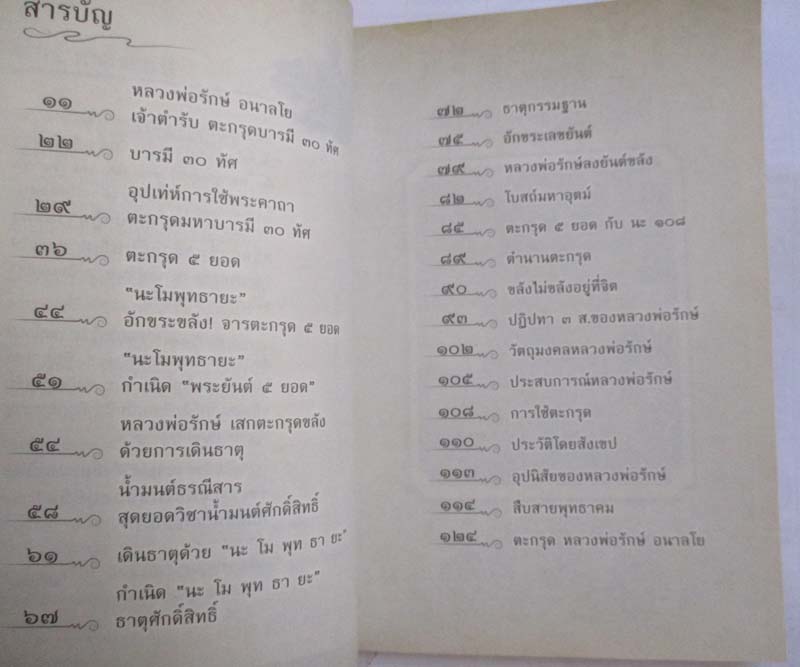 สารบัญ
๑๑ หลวงพ่อรักษ์ อนาลโย
เจ้าตำรับ ตะกรุดบารมี ๓๐ ทัศ
๒๒ บารมี ๓๐ ทัศ
๒๙ อุปเท่ห์การใช้พระคาถา
ตะกรุดมหาบารมี ๓๐ ทัศ
๓๖ ตะกรุด ๕ ยอด
๔๔ "นะโมพุทธายะ"
อักขระขลัง! จารตะกรุด ๕ ยอด
๕๑ "นะโมพุทธายะ"
กำเนิด "พระยันต์ ๕ ยอด"
๕๔ หลวงพ่อรักษ์ เสกตะกรุดขลัง
ด้วยการเดินธาตุ
๕๘ น้ำมนต์ธรณีสาร
สุดยอดวิชาน้ำมนต์ศักดิ์สิทธิ์
๖๑ เดินธาตุด้วย "นะ โม พุท ธา ยะ"
๖๗ กำเนิด "นะ โม พุท ธา ยะ"
ธาตุศักดิ์สิทธิ์
๗๒ ธาตุกรรมฐาน
๗๕ อักขระเลขยันต์
๗๙ หลวงพ่อรักษ์ลงยันต์ขลัง
๘๒ โบสถ์มหาอุตม์
๘๕ ตะกรุด ๕ ยอด กับ นะ ๑๐๘
๘๙ ตำนานตะกรุด
๙๐ ขลังไม่ขลังอยู่ที่จิต
๙๓ ปฏิปทา ๓ ส.ของหลวงพ่อรักษ์
๑๐๒ วัตถุมงคลหลวงพ่อรักษ์
๑๐๕ ประสบการณ์หลวงพ่อรักษ์
๑๐๘ การใช้ตะกรุด
๑๑๐ ประวัติโดยสังเขป
๑๑๓ อุปนิสัยของหลวงพ่อรักษ์
๑๑๔ สืบสายพุทธาคม
๑๒๔ ตะกรุด หลวงพ่อรักษ์ อนาลโย